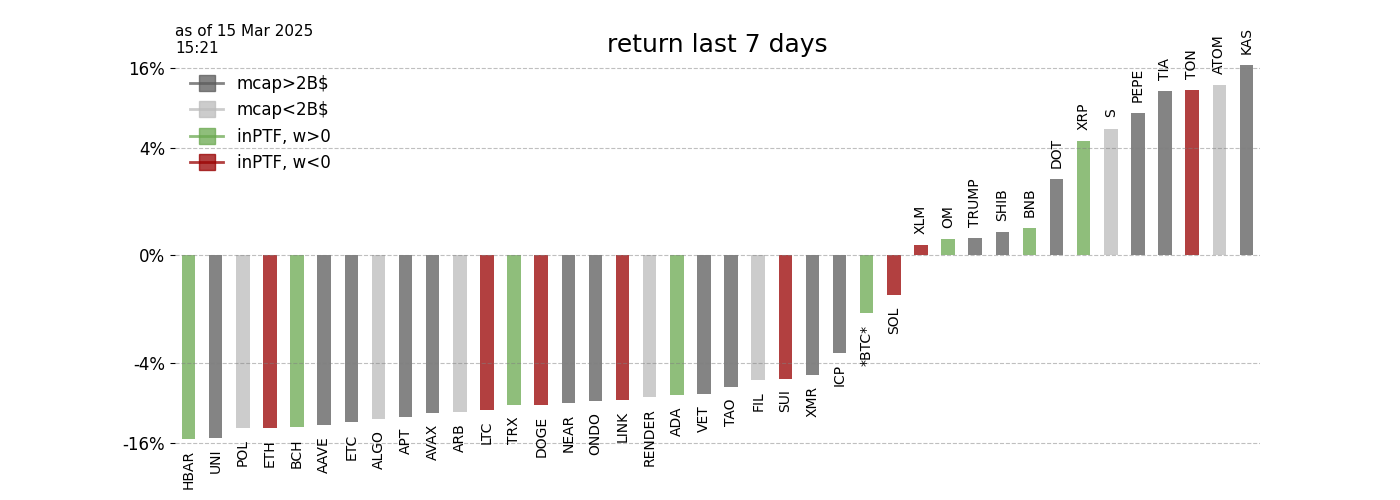 as of 15 Mar 2025
15:21
return last 7 days
16%
4%
0%
-4%
-16%
mcap>2B$
mcap<2B$
inPTF, w>0
inPTF, w<0
HBAR
UNI
POL
ETH
BCH
AAVE
ETC
ALGO
APT
AVAX
ARB
LTC
TRX
DOGE
NEAR
ONDO
LINK
RENDER
ADA
VET
TAO
FIL
SUI
XMR
ICP
*BTC*
SOL
XLM
OM
TRUMP
SHIB
BNB
DOT
XRP
S
PEPE
TIA
TON
ATOM
KAS